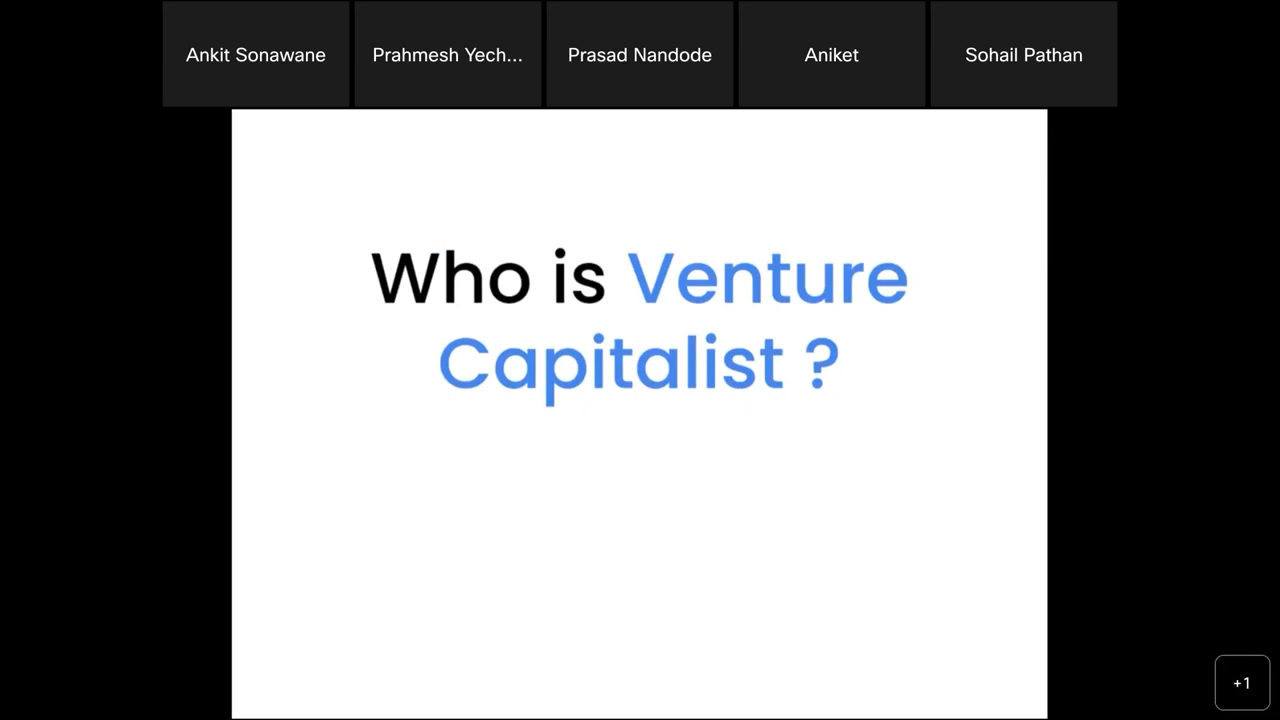 Ankit Sonawane
Prahmesh Yech...
Prasad Nandode
Aniket
Sohail Pathan
Who is Venture
Capitalist ?
+1